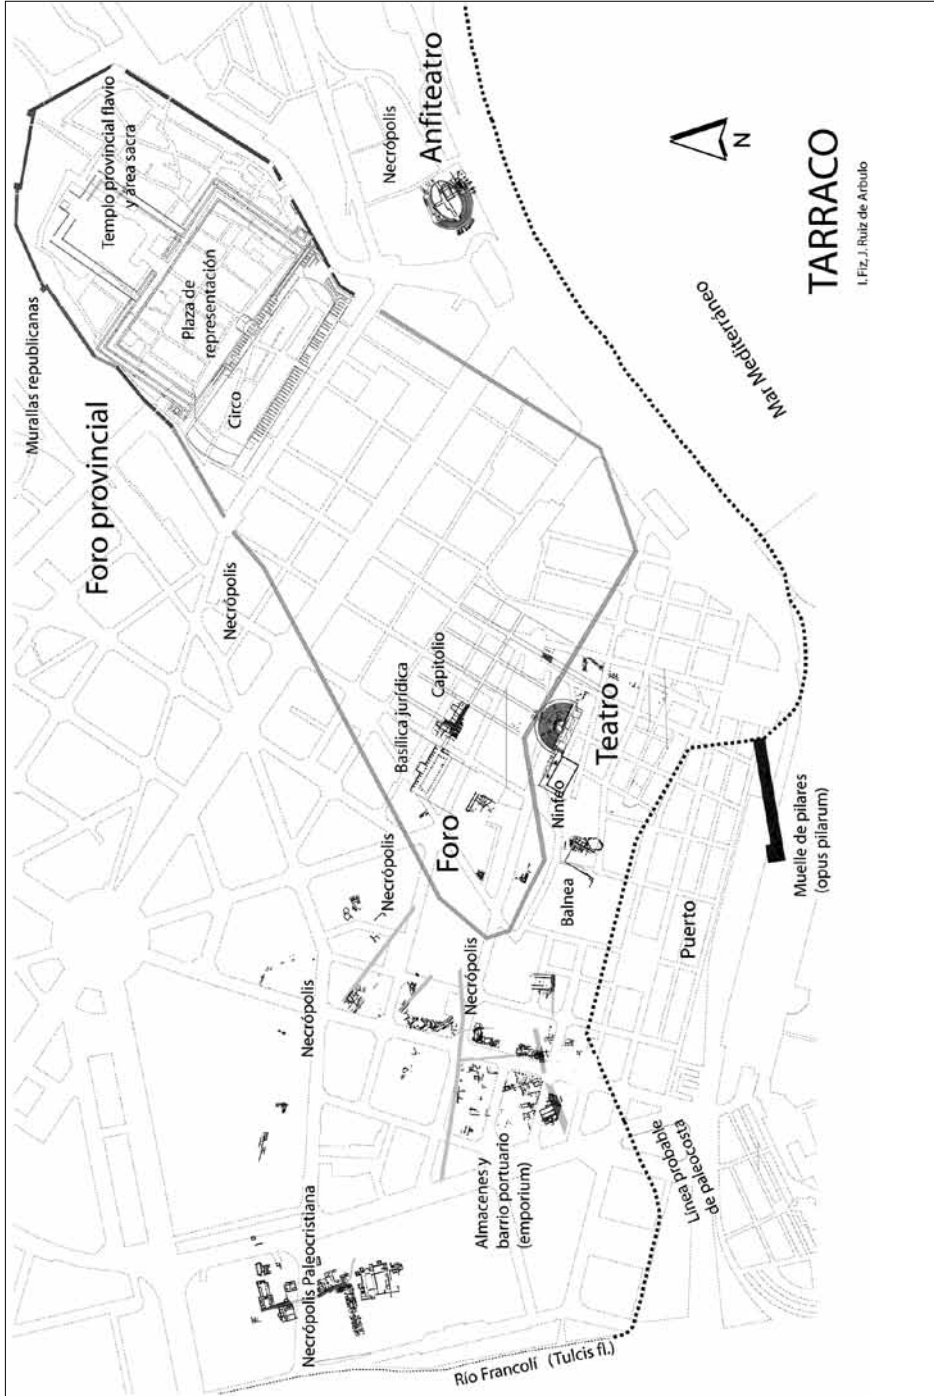 Murallas republicanas
Templo provincial flavio
y área sacra
Foro provincial
Plaza de
representación
Circo
Necrópolis
Anfiteatro
Necrópolis
Basílica jurídica
Capitolio
Foro
Teatro
Ninfeo
Balnea
Necrópolis
Necrópolis
Necrópolis
Necrópolis Paleocristiana
Almacenes y
barrio portuario
(emporium)
Puerto
Muelle de pilares
(opus pilarum)
Línea probable
de paleocosta
Río Francolí (Tulcis fl.)
Mar Mediterráneo
N
TARRACO
I. Fiz, J. Ruiz de Arbulo